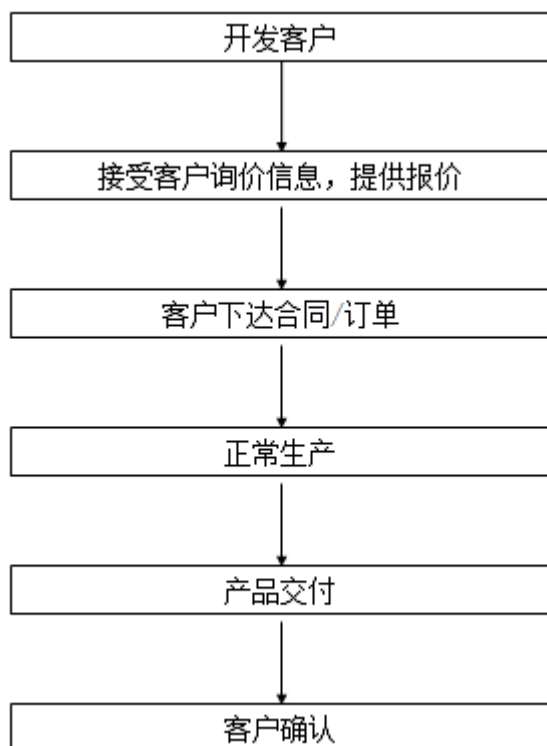 开发客户
接受客户询价信息，提供报价
客户下达合同/订单
正常生产
产品交付
客户确认